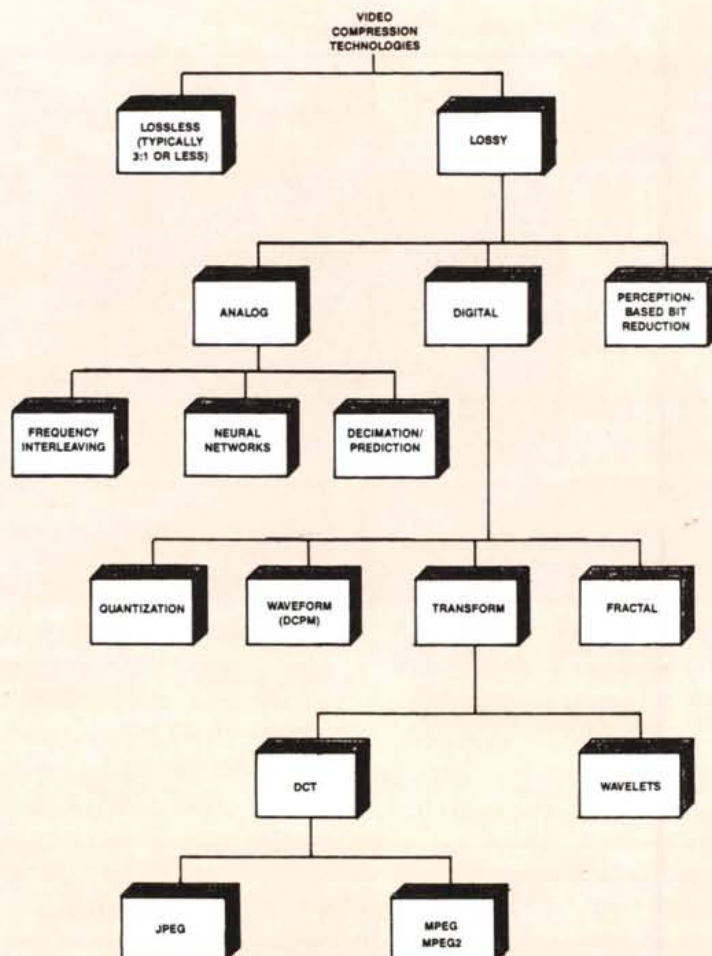 VIDEO
COMPRESSION
TECHNOLOGIES
LOSSLESS
(TYPICALLY
3:1 OR LESS)
LOSSY
ANALOG
DIGITAL
PERCEPTION-
BASED BIT
REDUCTION
FREQUENCY
INTERLEAVING
NEURAL
NETWORKS
DECIMATION/
PREDICTION
QUANTIZATION
WAVEFORM
(DCPM)
TRANSFORM
FRACTAL
DCT
WAVELETS
JPEG
MPEG
MPEG2